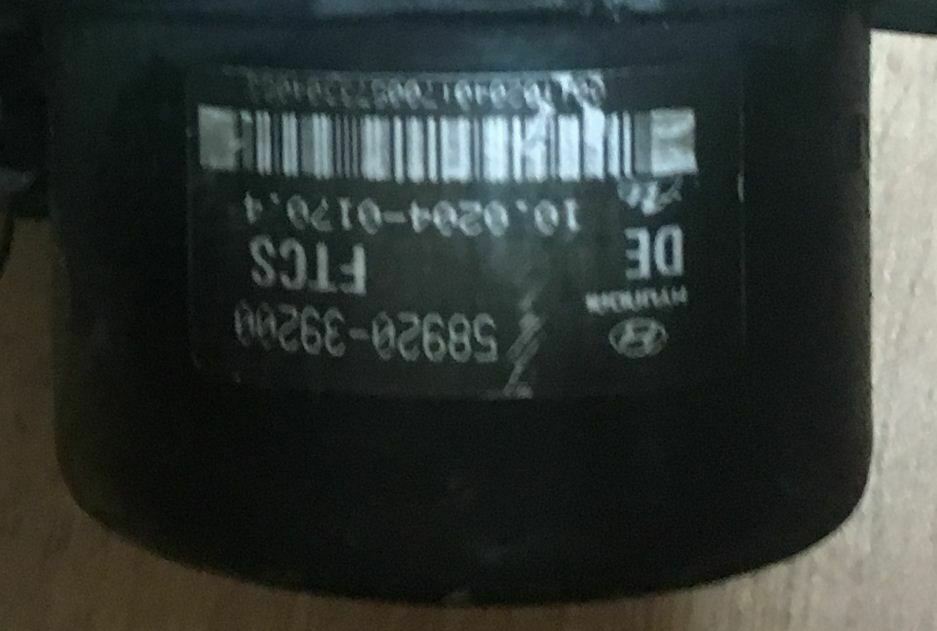 HYUNDAI
58920-39200
DE
FTCS
10.0204-0170.4